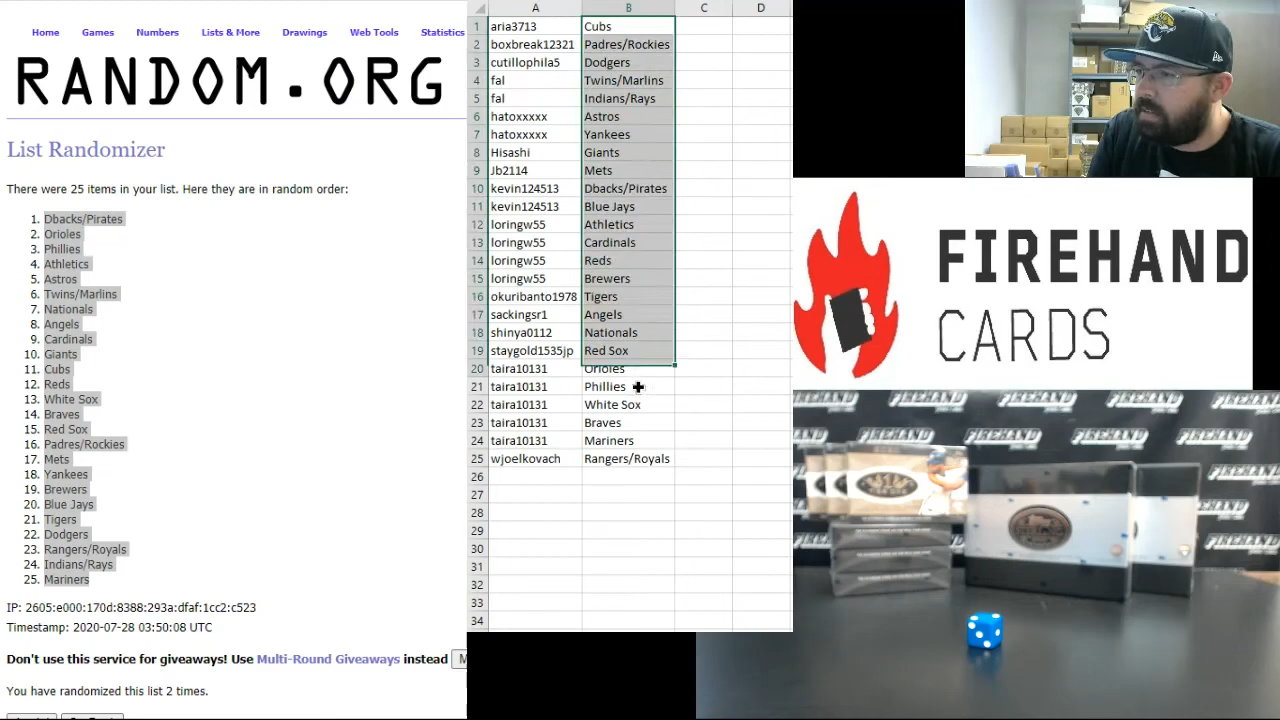 Home Games Numbers Lists & More Drawings Web Tools Statistics
RANDOM.ORG
List Randomizer
There were 25 items in your list. Here they are in random order:
1. Dbacks/Pirates
2. Orioles
3. Phillies
4. Athletics
5. Astros
6. Twins/Marlins
7. Nationals
8. Angels
9. Cardinals
10. Giants
11. Cubs
12. Reds
13. White Sox
14. Braves
15. Red Sox
16. Padres/Rockies
17. Mets
18. Yankees
19. Brewers
20. Blue Jays
21. Tigers
22. Dodgers
23. Rangers/Royals
24. Indians/Rays
25. Mariners
IP: 2605:e000:170d:8388:293a:dfaf:1cc2:c523
Timestamp: 2020-07-28 03:50:08 UTC
Don't use this service for giveaways! Use Multi-Round Giveaways instead
You have randomized this list 2 times.
A B C D
1 aria3713 Cubs
2 boxbreak12321 Padres/Rockies
3 cutillophila5 Dodgers
4 fal Twins/Marlins
5 fal Indians/Rays
6 hatoxxxxx Astros
7 hatoxxxxx Yankees
8 Hisashi Giants
9 Jb2114 Mets
10 kevin124513 Dbacks/Pirates
11 kevin124513 Blue Jays
12 loringw55 Athletics
13 loringw55 Cardinals
14 loringw55 Reds
15 loringw55 Brewers
16 okuribanto1978 Tigers
17 sackingsr1 Angels
18 shinya0112 Nationals
19 staygold1535jp Red Sox
20 taira10131 Orioles
21 taira10131 Phillies
22 taira10131 White Sox
23 taira10131 Braves
24 taira10131 Mariners
25 wjoelkovach Rangers/Royals
26
27
28
29
30
31
32
33
34
FIREHAND
CARDS
FIREHAND
FIREHAND
FIREHAND